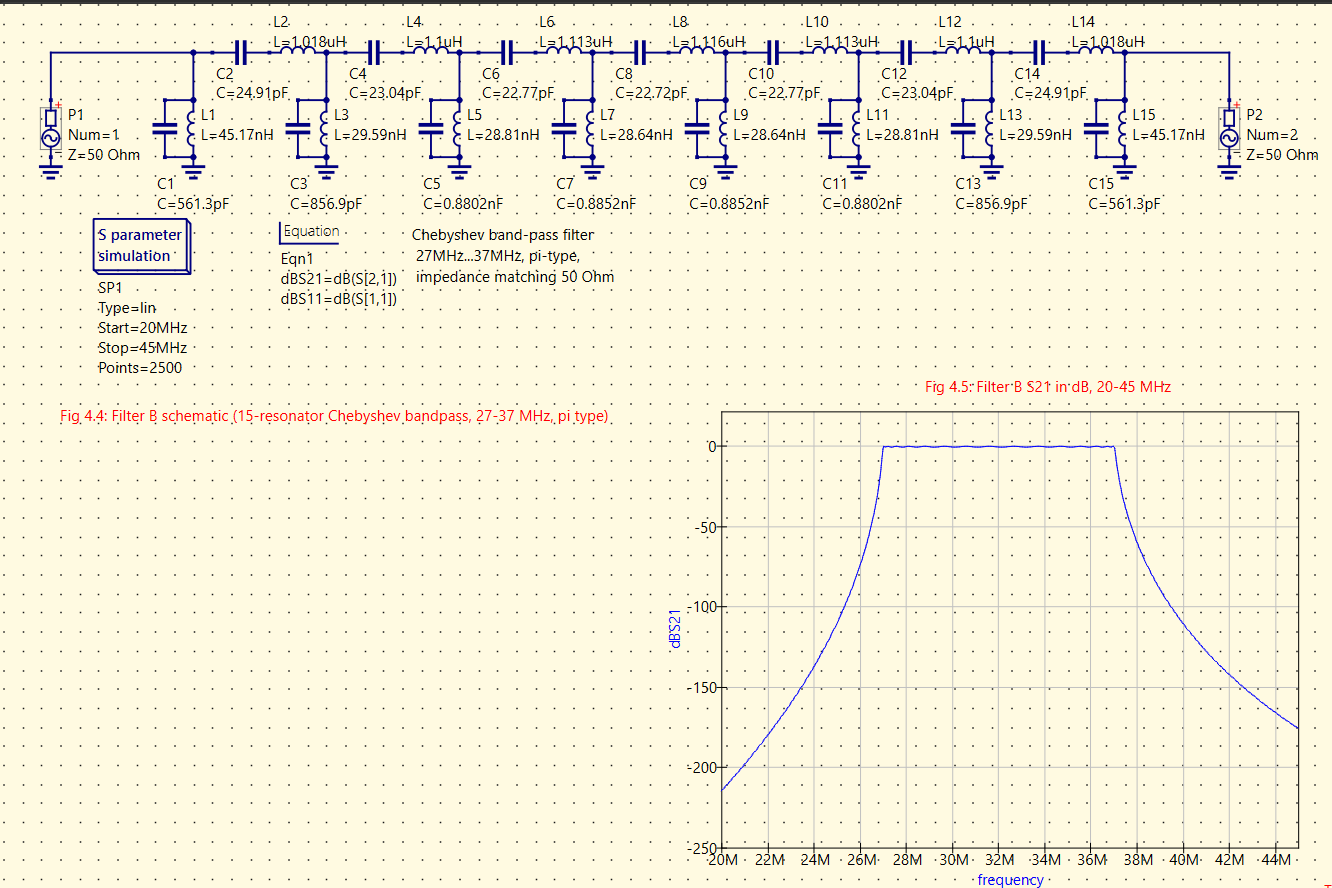 L2
L=1.018uH
L4
L=1.1uH
L6
L=1.113uH
L8
L=1.116uH
L10
L=1.113uH
L12
L=1.1uH
L14
L=1.018uH
C2
C=24.91pF
C4
C=23.04pF
C6
C=22.77pF
C8
C=22.72pF
C10
C=22.77pF
C12
C=23.04pF
C14
C=24.91pF
P1
Num=1
Z=50 Ohm
L1
L=45.17nH
L3
L=29.59nH
L5
L=28.81nH
L7
L=28.64nH
L9
L=28.64nH
L11
L=28.81nH
L13
L=29.59nH
L15
L=45.17nH
P2
Num=2
Z=50 Ohm
C1
C=561.3pF
C3
C=856.9pF
C5
C=0.8802nF
C7
C=0.8852nF
C9
C=0.8852nF
C11
C=0.8802nF
C13
C=856.9pF
C15
C=561.3pF
S parameter
simulation
SP1
Type=lin
Start=20MHz
Stop=45MHz
Points=2500
Equation
Eqn1
dBS21=dB(S[2,1])
dBS11=dB(S[1,1])
Chebyshev band-pass filter
27MHz...37MHz, pi-type,
impedance matching 50 Ohm
Fig 4.4: Filter B schematic (15-resonator Chebyshev bandpass, 27-37 MHz, pi type)
Fig 4.5: Filter B S21 in dB, 20-45 MHz
0
-50
-100
-150
-200
-250
dBS21
20M 22M 24M 26M 28M 30M 32M 34M 36M 38M 40M 42M 44M
frequency